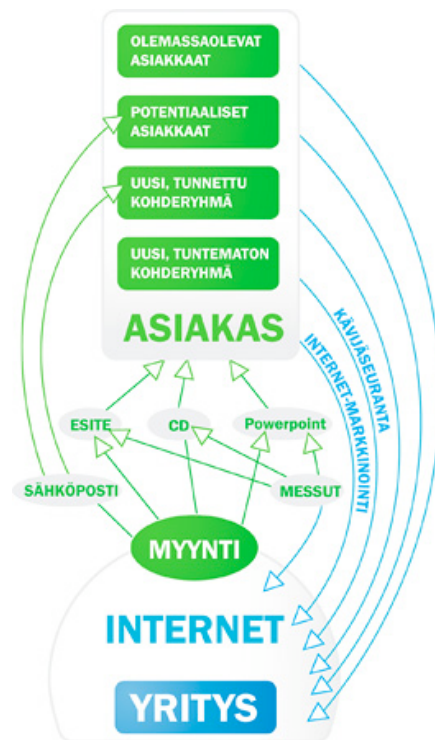 OLEMASSAOLEVAT
ASIAKKAAT
POTENTIAALISET
ASIAKKAAT
UUSI, TUNNETTU
KOHDERYHMÄ
UUSI, TUNTEMATON
KOHDERYHMÄ
ASIAKAS
KÄVIJÄSEURANTA
INTERNET-MARKKINOINTI
ESITE
CD
Powerpoint
SÄHKÖPOSTI
MESSUT
MYYNTI
INTERNET
YRITYS